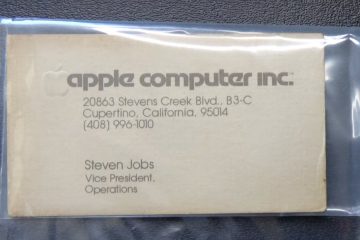 apple computer inc.
20863 Stevens Creek Blvd., B3-C
Cupertino, California, 95014
(408) 996-1010
Steven Jobs
Vice President,
Operations